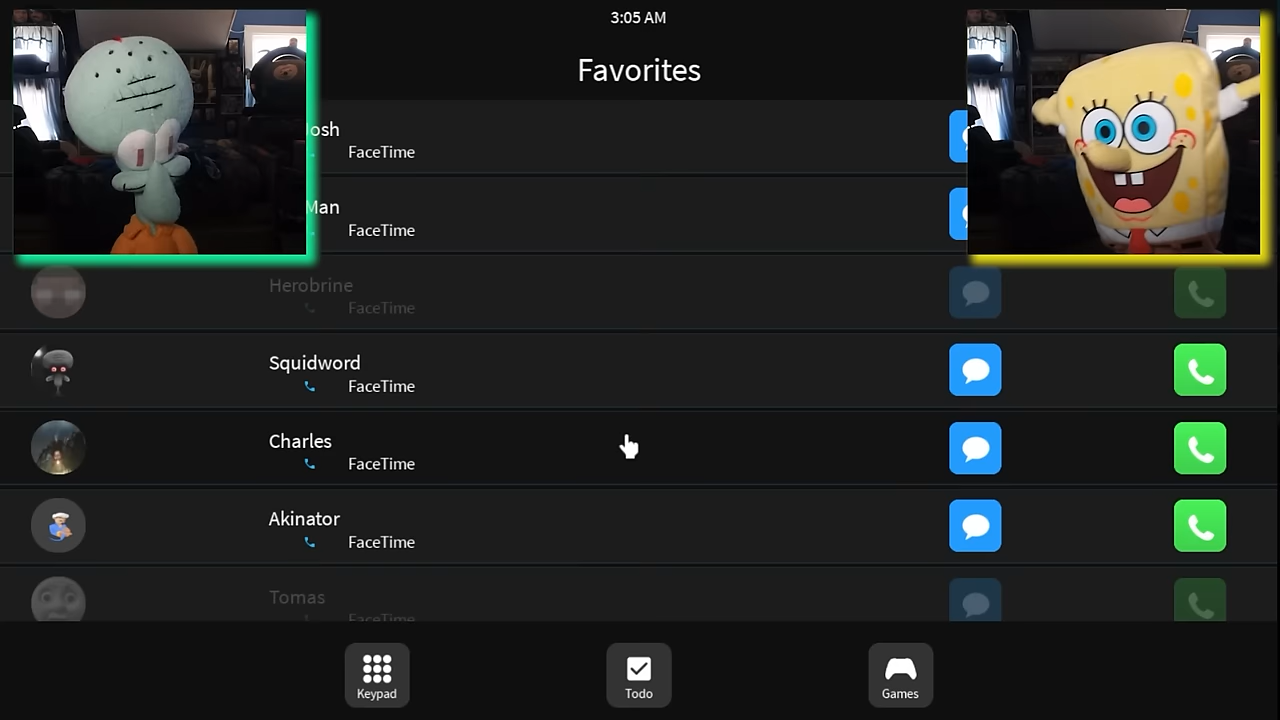 3:05 AM
Favorites
osh
FaceTime
Man
FaceTime
Herobrine
FaceTime
Squidword
FaceTime
Charles
FaceTime
Akinator
FaceTime
Tomas
FaceTime
Keypad
Todo
Games